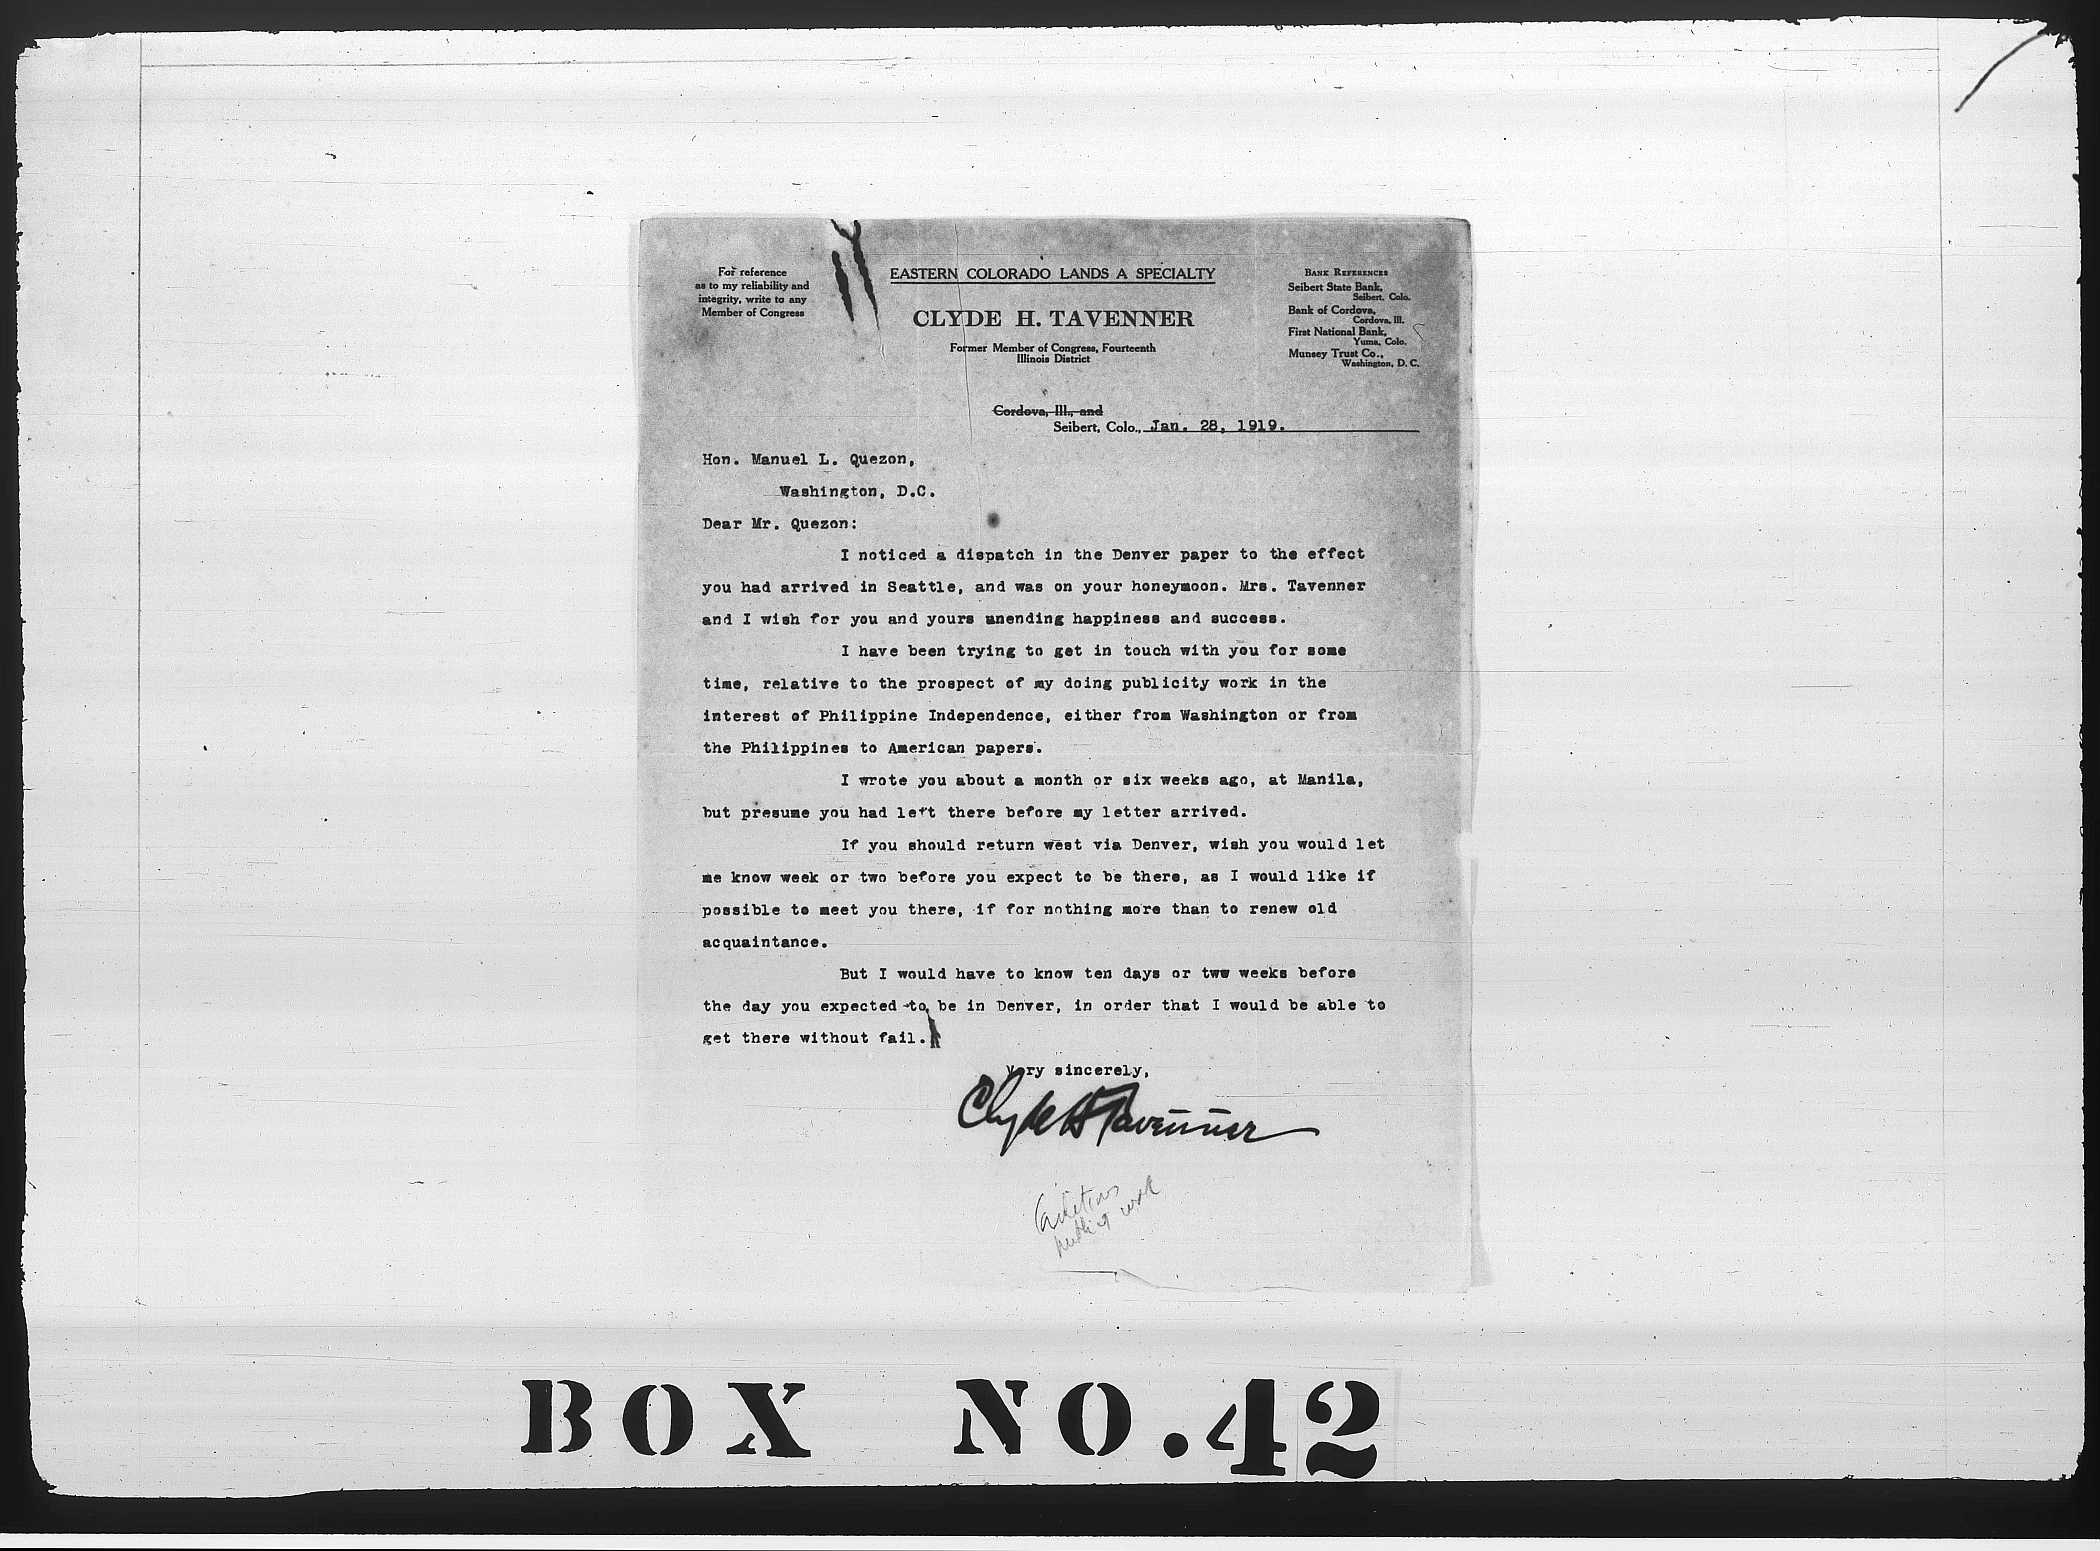 For reference
as to my reliability and
integrity, write to any
Member of Congress
EASTERN COLORADO LANDS A SPECIALTY
CLYDE H. TAVENNER
Former Member of Congress, Fourteenth
Illinois District
BANK REFERENCES
Seibert State Bank,
Seibert, Colo.
Bank of Cordova,
Cordova, Ill.
First National Bank,
Yuma, Colo.
Munsey Trust Co.,
Washington, D. C.
Cordova, Ill., and
Seibert, Colo., Jan. 28, 1919.
Hon. Manuel L. Quezon,
Washington, D.C.
Dear Mr. Quezon:
I noticed a dispatch in the Denver paper to the effect
you had arrived in Seattle, and was on your honeymoon. Mrs. Tavenner
and I wish for you and yours unending happiness and success.
I have been trying to get in touch with you for some
time, relative to the prospect of my doing publicity work in the
interest of Philippine Independence, either from Washington or from
the Philippines to American papers.
I wrote you about a month or six weeks ago, at Manila,
but presume you had left there before my letter arrived.
If you should return west via Denver, wish you would let
me know week or two before you expect to be there, as I would like if
possible to meet you there, if for nothing more than to renew old
acquaintance.
But I would have to know ten days or two weeks before
the day you expected to be in Denver, in order that I would be able to
get there without fail.
Very sincerely,
Clyde H Tavenner
work
BOX NO. 42